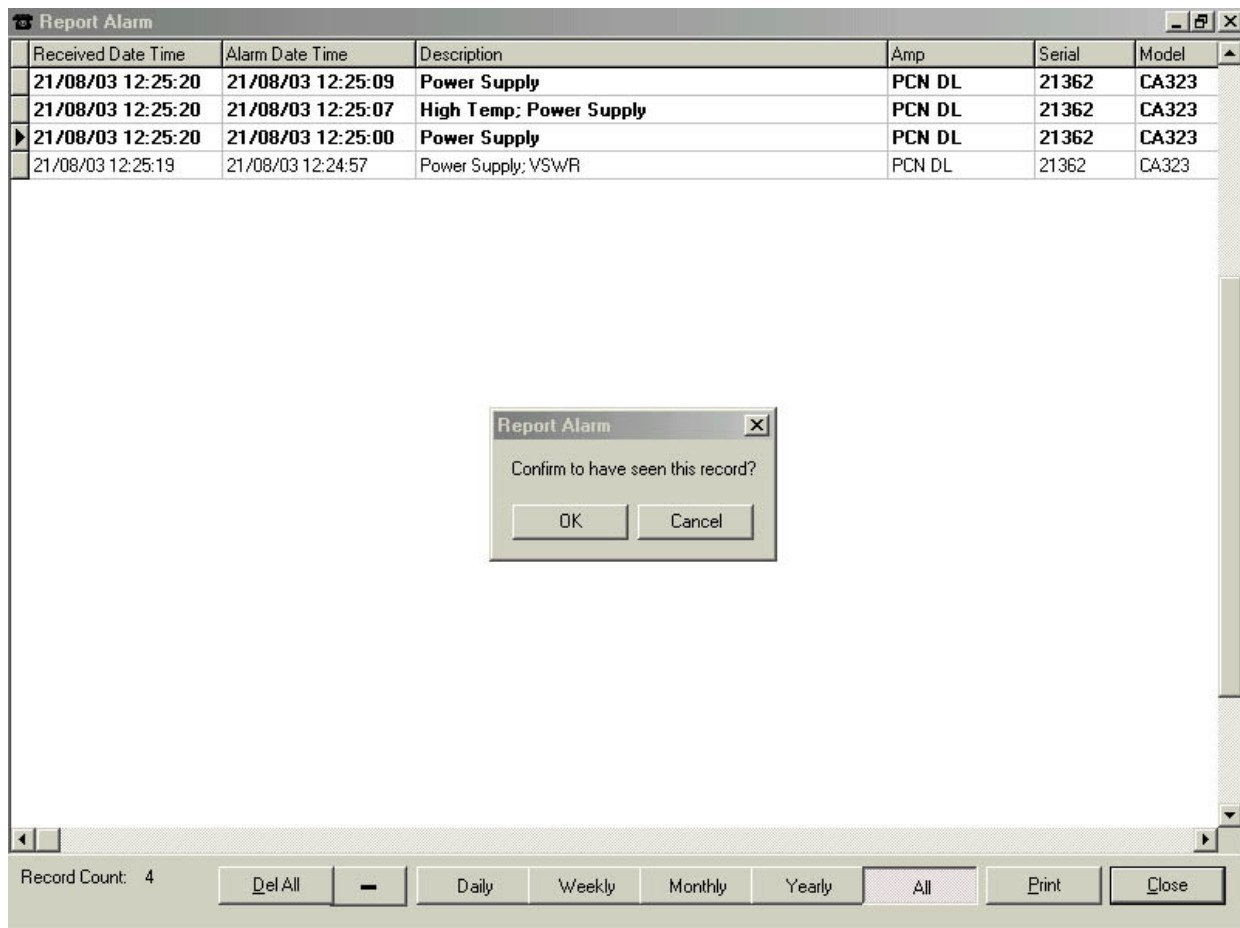 Report Alarm
Received Date Time Alarm Date Time Description Amp Serial Model
21/08/03 12:25:20 21/08/03 12:25:09 Power Supply PCN DL 21362 CA323
21/08/03 12:25:20 21/08/03 12:25:07 High Temp; Power Supply PCN DL 21362 CA323
21/08/03 12:25:20 21/08/03 12:25:00 Power Supply PCN DL 21362 CA323
21/08/03 12:25:19 21/08/03 12:24:57 Power Supply; VSWR PCN DL 21362 CA323
Report Alarm
Confirm to have seen this record?
OK Cancel
Record Count: 4 Del All Daily Weekly Monthly Yearly All Print Close